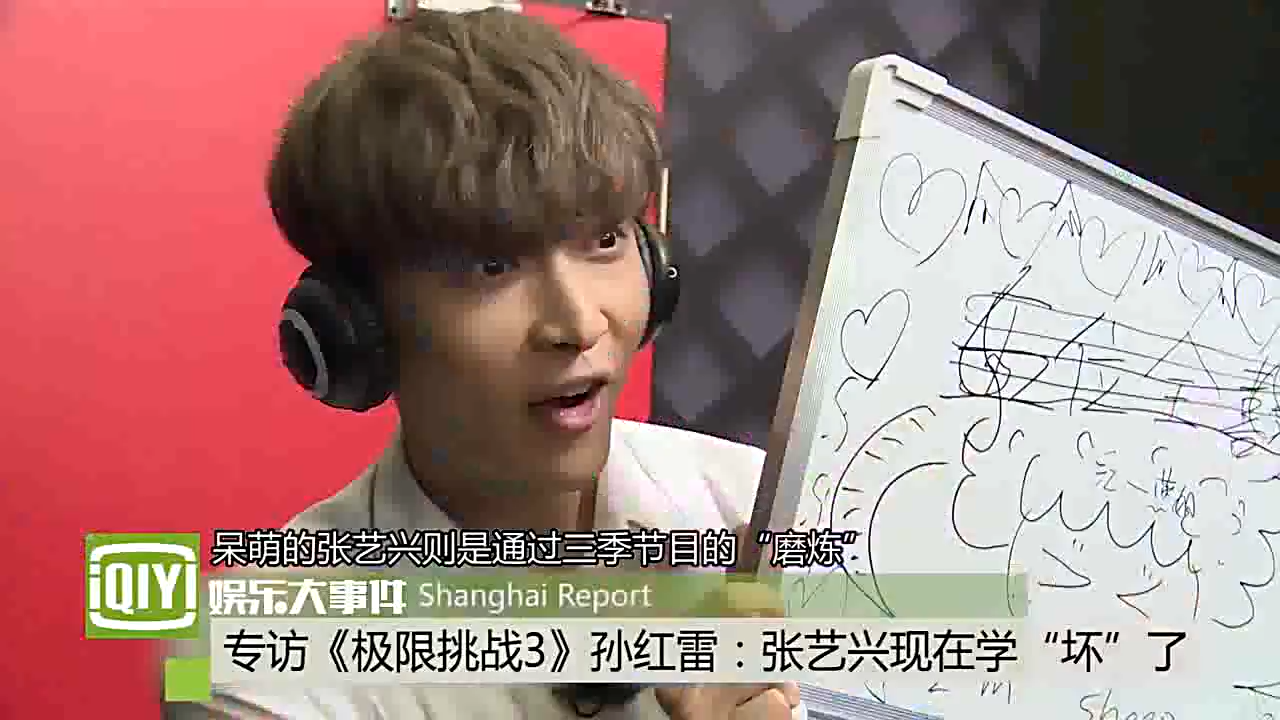 呆萌的张艺兴则是通过三季节目的“磨炼”
QIY
娱乐大事件 Shanghai Report
专访《极限挑战3》孙红雷：张艺兴现在学“坏”了